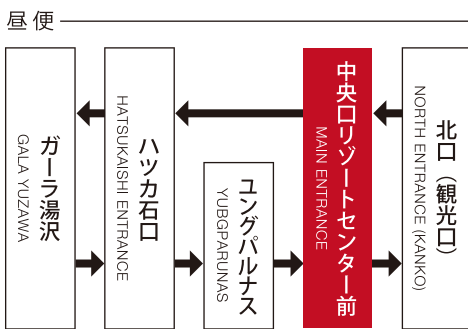 昼便
ガーラ湯沢
GALA YUZAWA
ハツカ石口
HATSUKAISHI ENTRANCE
ユングパルナス
YUBGPARUNAS
中央口リゾートセンター前
MAIN ENTRANCE
北口（観光口）
NORTH ENTRANCE (KANKO)